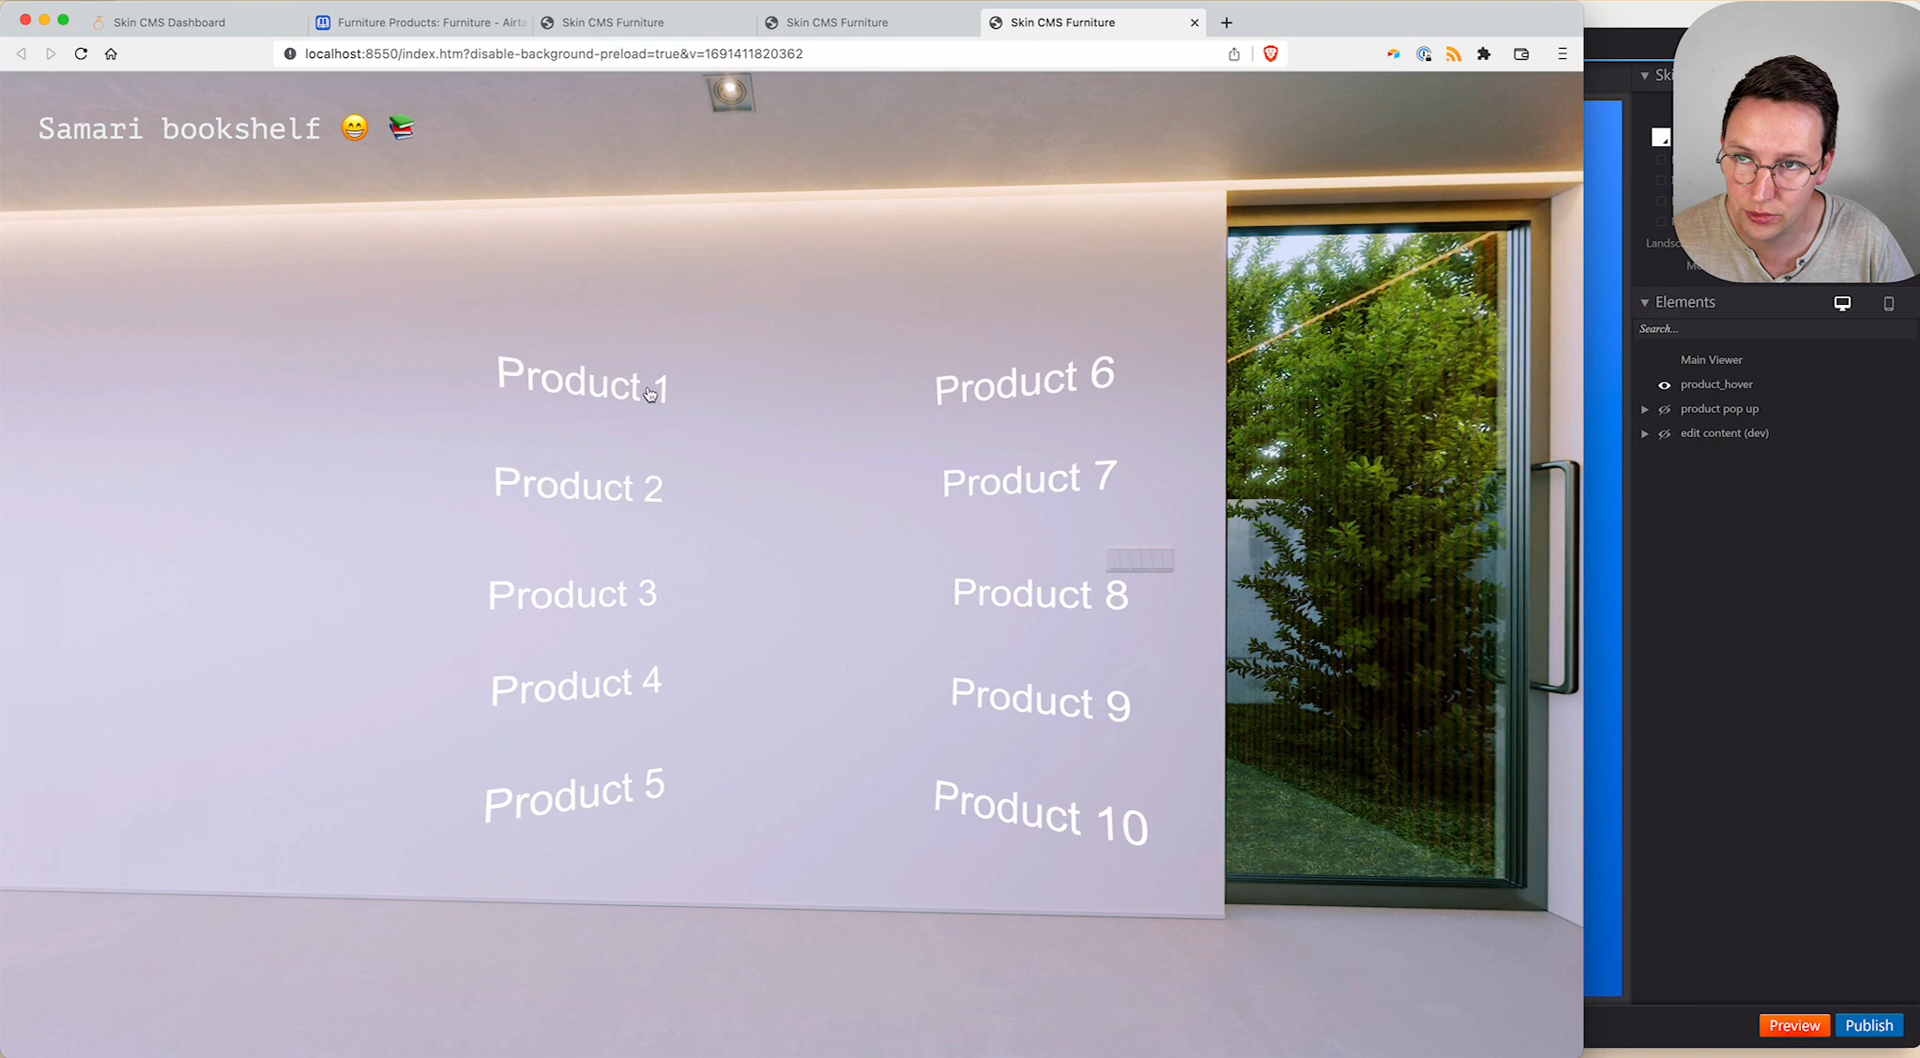 Skin CMS Dashboard
Furniture Products: Furniture - Airta
Skin CMS Furniture
Skin CMS Furniture
Skin CMS Furniture
localhost:8550/index.htm?disable-background-preload=true&v=1691411820362
Samari bookshelf 😁 📚
Product 1
Product 2
Product 3
Product 4
Product 5
Product 6
Product 7
Product 8
Product 9
Product 10
Elements
Search...
Main Viewer
product_hover
product pop up
edit content (dev)
Preview
Publish